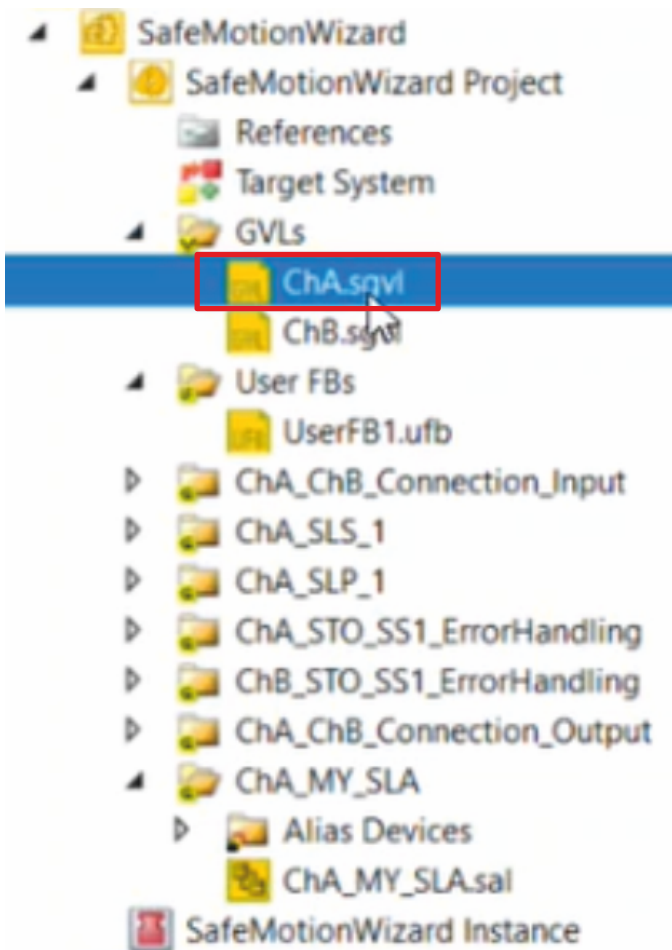 SafeMotionWizard
SafeMotionWizard Project
References
Target System
GVLs
ChA.sgvl
ChB.sgvl
User FBs
UserFB1.ufb
ChA_ChB_Connection_Input
ChA_SLS_1
ChA_SLP_1
ChA_STO_SS1_ErrorHandling
ChB_STO_SS1_ErrorHandling
ChA_ChB_Connection_Output
ChA_MY_SLA
Alias Devices
ChA_MY_SLA.sal
SafeMotionWizard Instance